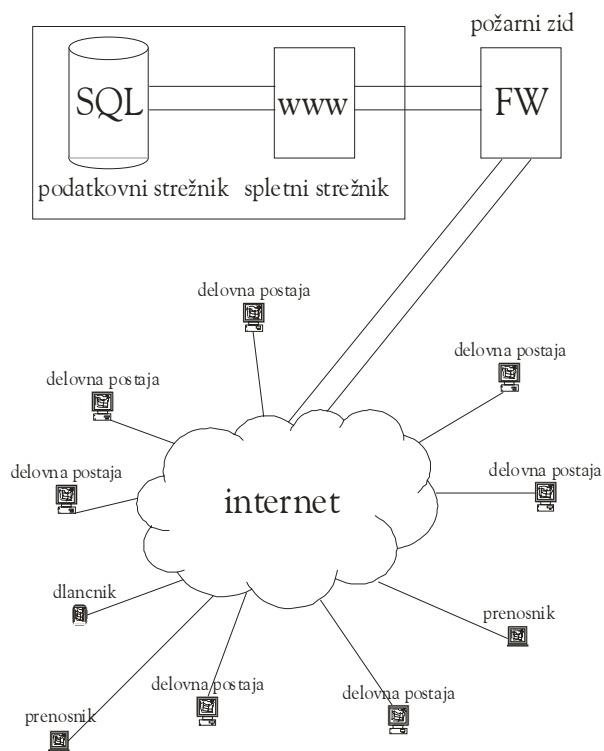 požarni zid
SQL
www
FW
podatkovni strežnik
spletni strežnik
delovna postaja
delovna postaja
delovna postaja
delovna postaja
delovna postaja
internet
dlancnik
prenosnik
delovna postaja
delovna postaja
prenosnik